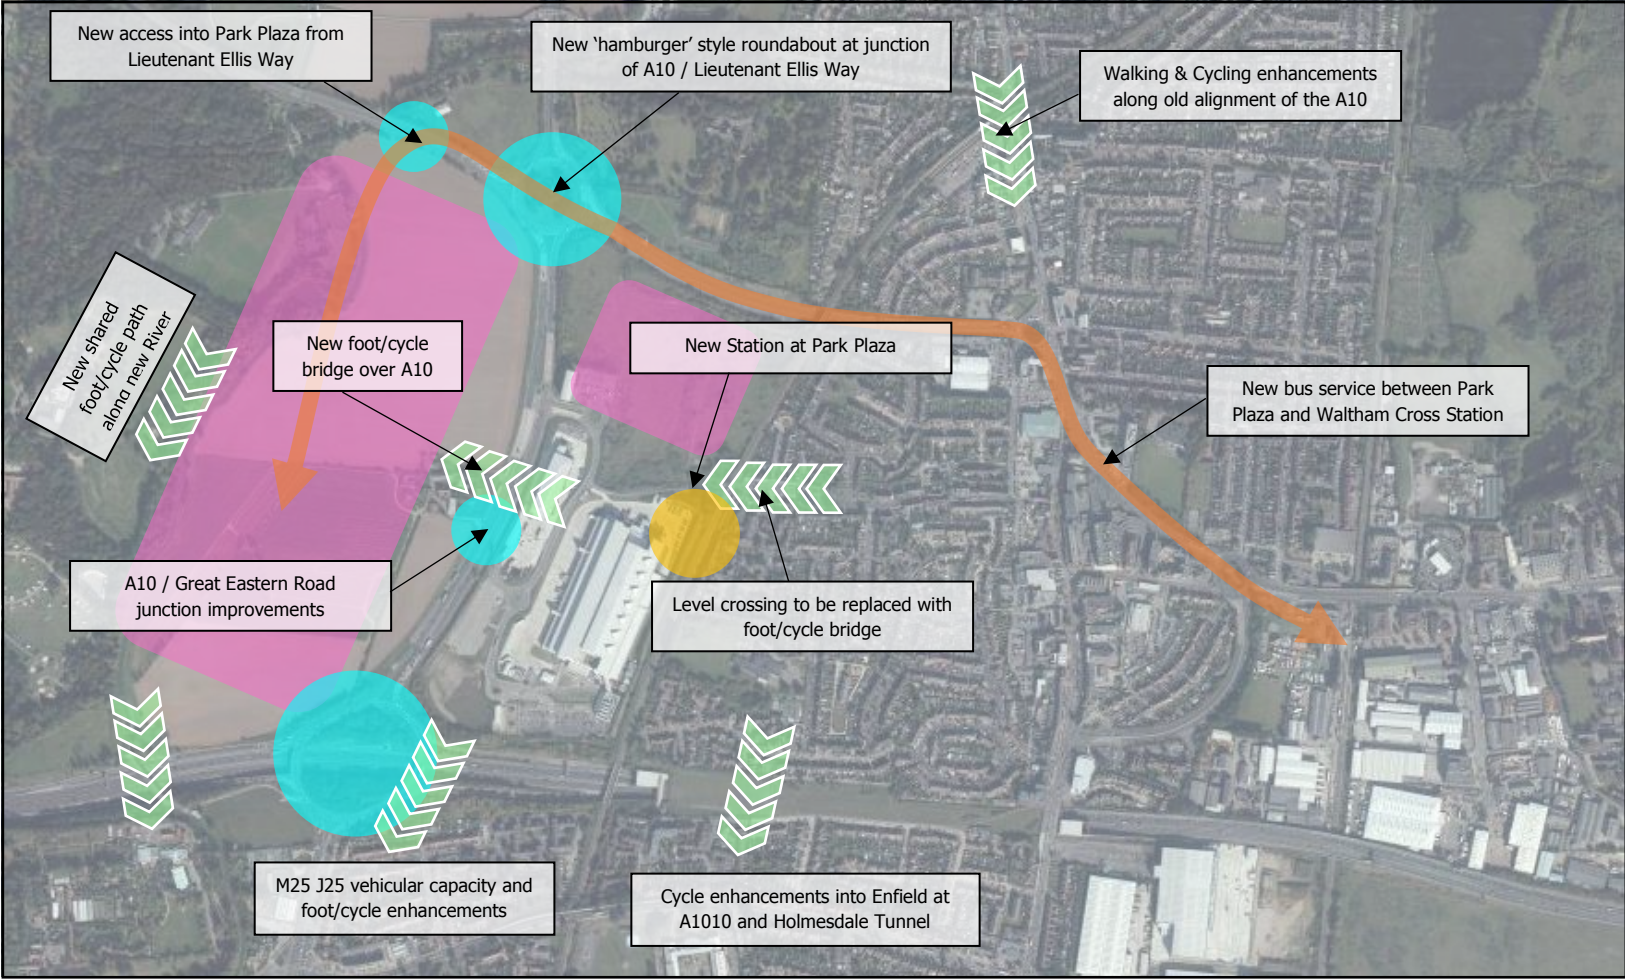 New access into Park Plaza from
Lieutenant Ellis Way
New ‘hamburger’ style roundabout at junction
of A10 / Lieutenant Ellis Way
Walking & Cycling enhancements
along old alignment of the A10
New shared
foot/cycle path
along new River
New foot/cycle
bridge over A10
New Station at Park Plaza
New bus service between Park
Plaza and Waltham Cross Station
A10 / Great Eastern Road
junction improvements
Level crossing to be replaced with
foot/cycle bridge
M25 J25 vehicular capacity and
foot/cycle enhancements
Cycle enhancements into Enfield at
A1010 and Holmesdale Tunnel